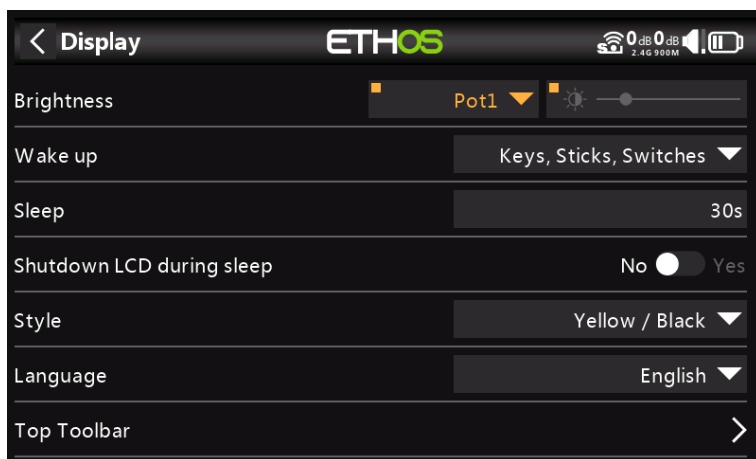 Display ETHOS 0dB 0dB
2.4G 900M
Brightness Pot1
Wake up Keys, Sticks, Switches
Sleep 30s
Shutdown LCD during sleep No Yes
Style Yellow / Black
Language English
Top Toolbar